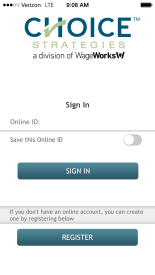 Verizon LTE 9:08 AM
CHOICE™
STRATEGIES
a division of WageWorks
Sign In
Online ID:
Save this Online ID
SIGN IN
If you don't have an online account, you can create
one by registering below
REGISTER